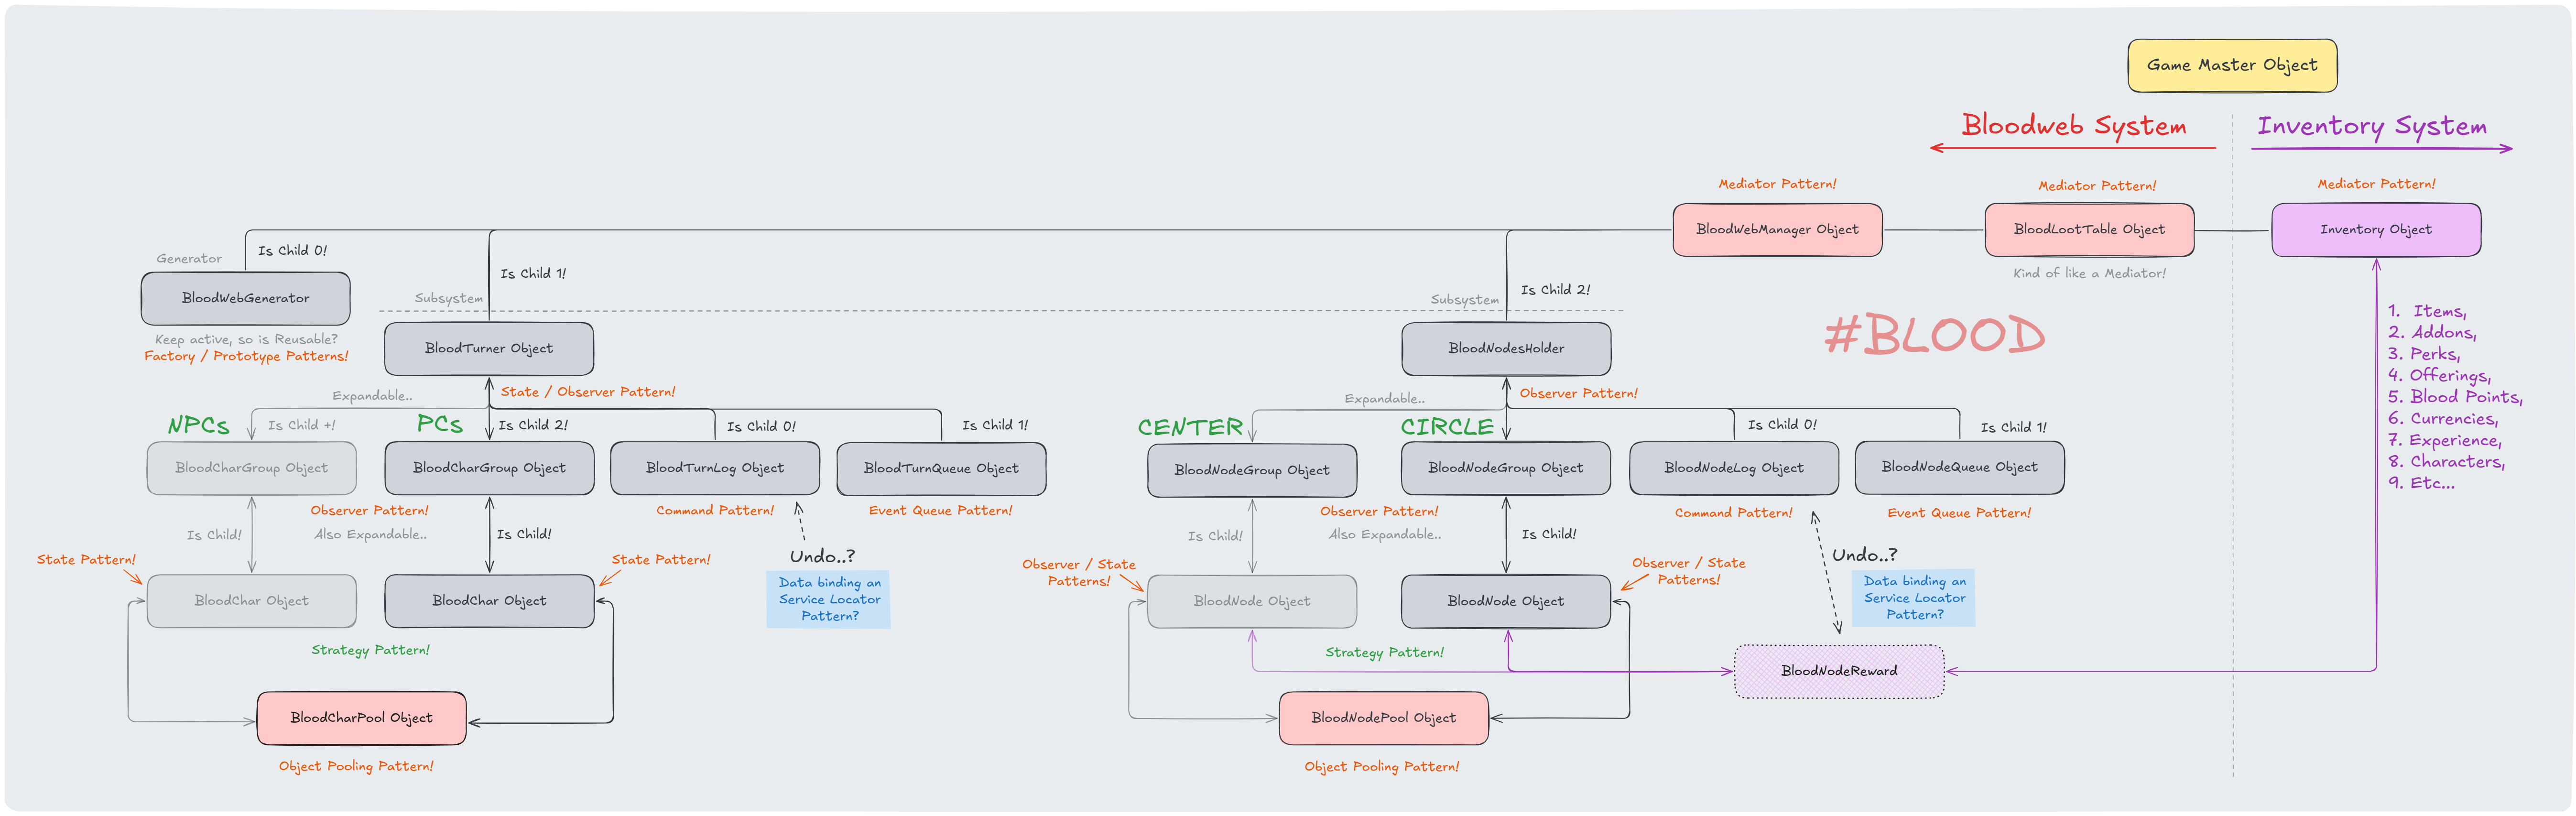 Game Master Object
Bloodweb System
Inventory System
Mediator Pattern!
Mediator Pattern!
Mediator Pattern!
BloodWebManager Object
BloodLootTable Object
Inventory Object
Kind of like a Mediator!
Generator
Is Child 0!
BloodWebGenerator
Keep active, so is Reusable?
Factory / Prototype Patterns!
Is Child 1!
Subsystem
BloodTurner Object
Subsystem
Is Child 2!
BloodNodesHolder
#BLOOD
1. Items,
2. Addons,
3. Perks,
4. Offerings,
5. Blood Points,
6. Currencies,
7. Experience,
8. Characters,
9. Etc...
Expandable..
State / Observer Pattern!
NPCs
Is Child +!
PCs
Is Child 2!
Is Child 0!
Is Child 1!
BloodCharGroup Object
BloodCharGroup Object
BloodTurnLog Object
BloodTurnQueue Object
Observer Pattern!
Command Pattern!
Event Queue Pattern!
Is Child!
Also Expandable..
Is Child!
State Pattern!
State Pattern!
Undo..?
Data binding an
Service Locator
Pattern?
BloodChar Object
BloodChar Object
Strategy Pattern!
BloodCharPool Object
Object Pooling Pattern!
Expandable..
Observer Pattern!
CENTER
CIRCLE
Is Child 0!
Is Child 1!
BloodNodeGroup Object
BloodNodeGroup Object
BloodNodeLog Object
BloodNodeQueue Object
Observer Pattern!
Command Pattern!
Event Queue Pattern!
Is Child!
Also Expandable..
Is Child!
Observer / State
Patterns!
Observer / State
Patterns!
Undo..?
Data binding an
Service Locator
Pattern?
BloodNode Object
BloodNode Object
Strategy Pattern!
BloodNodeReward
BloodNodePool Object
Object Pooling Pattern!